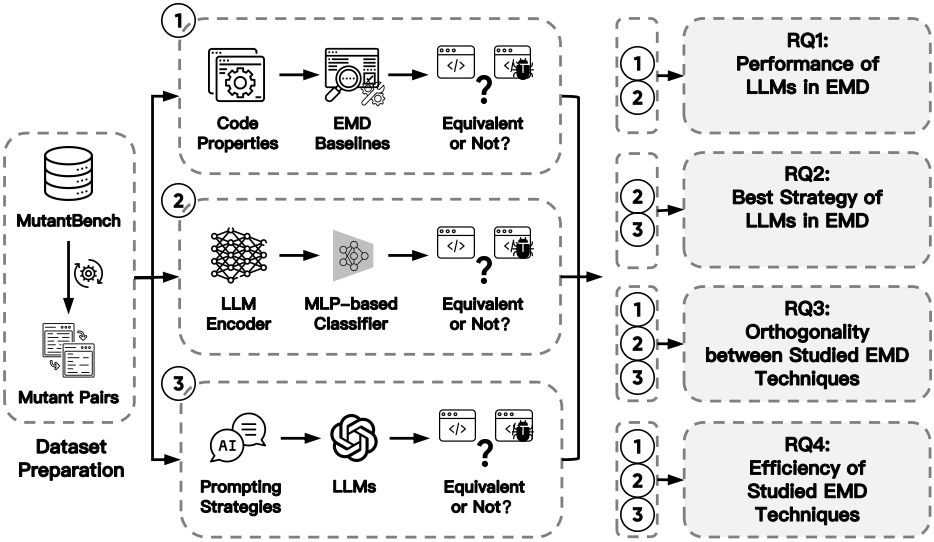 MutantBench
Mutant Pairs
Dataset
Preparation
1
Code
Properties
EMD
Baselines
</>
</>
?
Equivalent
or Not?
2
LLM
Encoder
MLP-based
Classifier
</>
</>
?
Equivalent
or Not?
3
AI
Prompting
Strategies
LLMs
</>
</>
?
Equivalent
or Not?
1
2
RQ1:
Performance of
LLMs in EMD
2
3
RQ2:
Best Strategy of
LLMs in EMD
1
2
3
RQ3:
Orthogonality
between Studied EMD
Techniques
1
2
3
RQ4:
Efficiency of
Studied EMD
Techniques